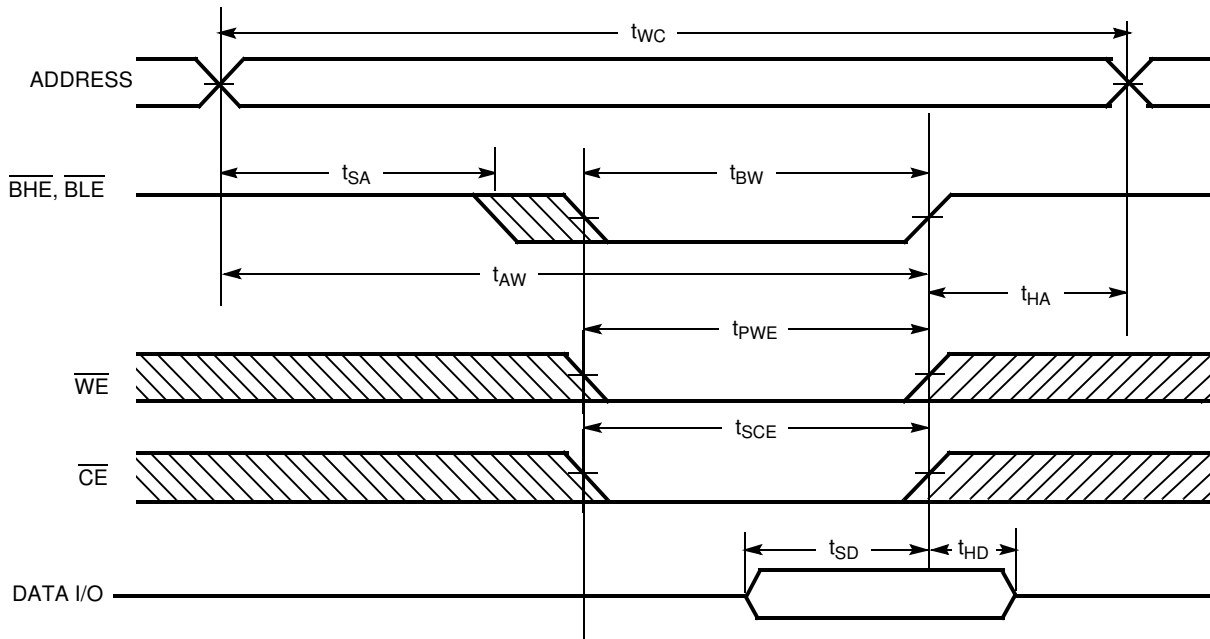 tWC
ADDRESS
tSA
tBW
BHE, BLE
tAW
tHA
tPWE
WE
tSCE
CE
tSD
tHD
DATA I/O